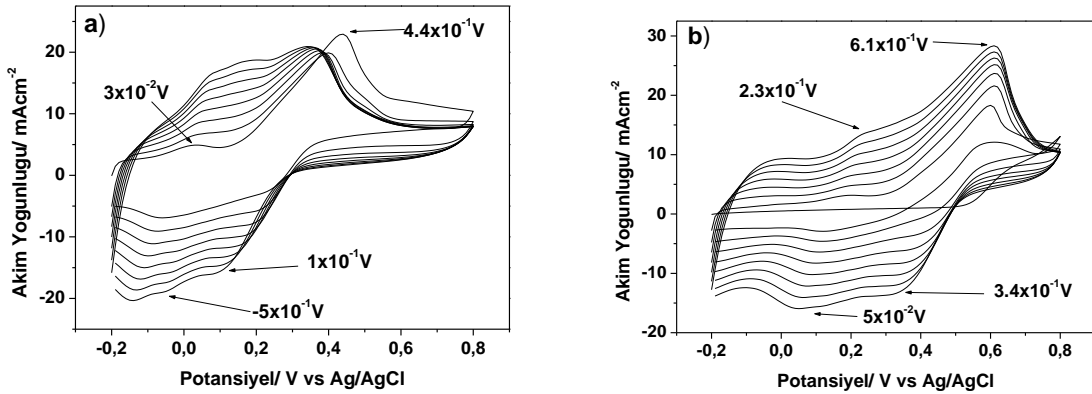 a)
4.4x10⁻¹V
3x10⁻²V
1x10⁻¹V
-5x10⁻¹V
20
10
0
-10
-20
Akim Yogunlugu/ mAcm⁻²
-0,2 0,0 0,2 0,4 0,6 0,8
Potansiyel/ V vs Ag/AgCl
b)
6.1x10⁻¹V
2.3x10⁻¹V
3.4x10⁻¹V
5x10⁻²V
30
20
10
0
-10
-20
Akim Yogunlugu/ mAcm⁻²
-0,2 0,0 0,2 0,4 0,6 0,8
Potansiyel/ V vs Ag/AgCl